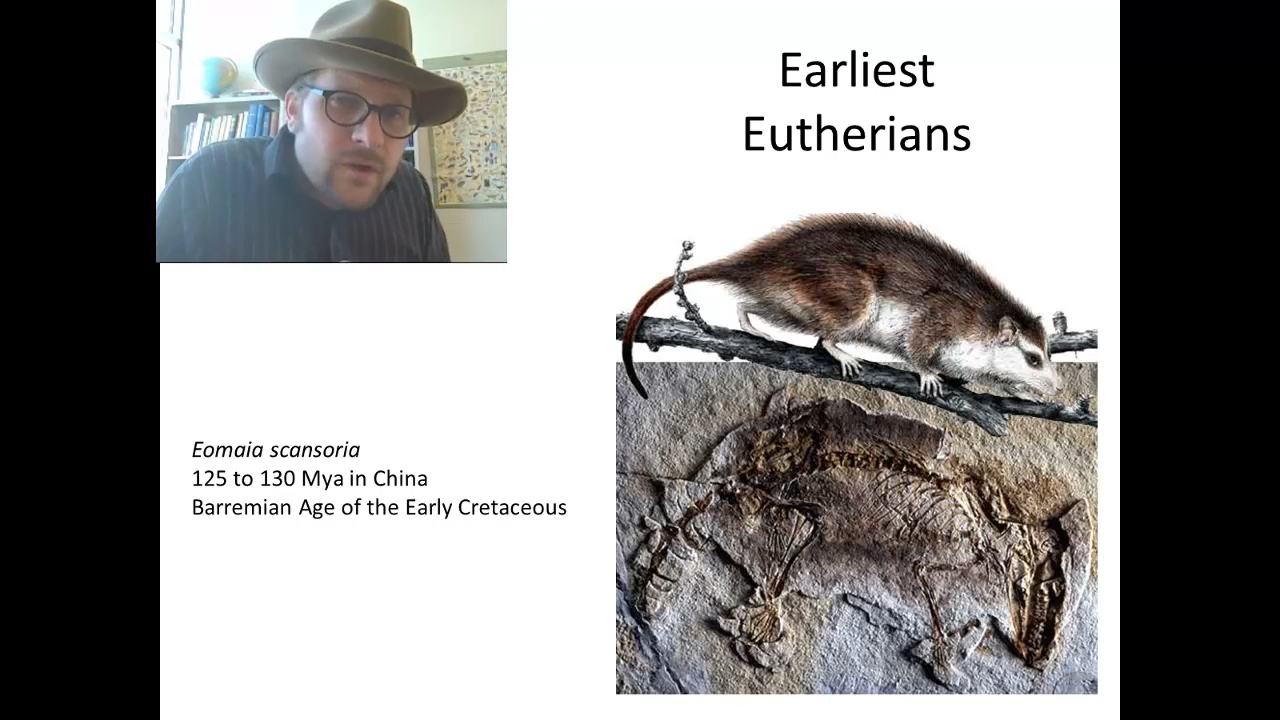 Earliest
Eutherians
Eomaia scansoria
125 to 130 Mya in China
Barremian Age of the Early Cretaceous